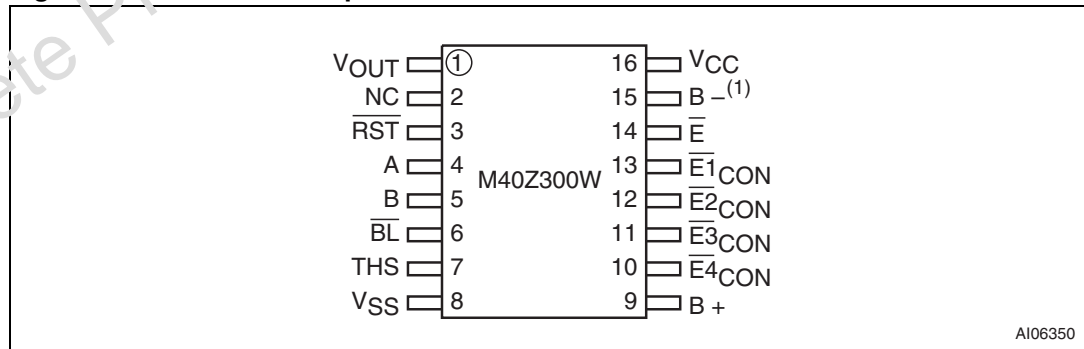 VOUT 1 16 VCC
NC 2 15 B –(1)
RST 3 14 E
A 4 13 E1CON
M40Z300W
B 5 12 E2CON
BL 6 11 E3CON
THS 7 10 E4CON
VSS 8 9 B +
AI06350